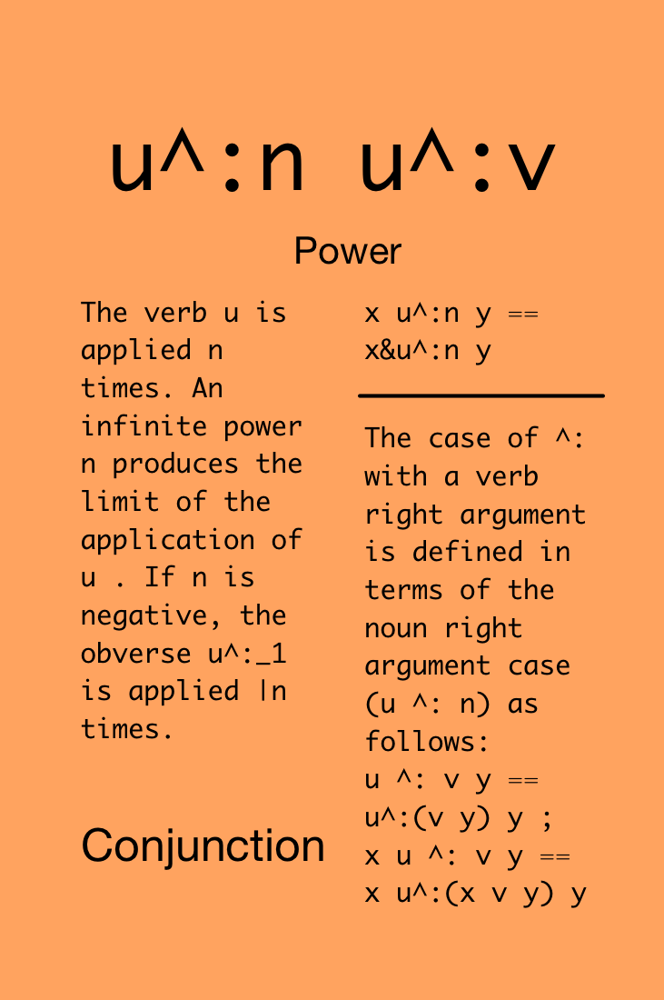 u^:n u^:v
Power
The verb u is
applied n
times. An
infinite power
n produces the
limit of the
application of
u . If n is
negative, the
obverse u^:_1
is applied |n
times.
Conjunction
x u^:n y ==
x&u^:n y
The case of ^:
with a verb
right argument
is defined in
terms of the
noun right
argument case
(u ^: n) as
follows:
u ^: v y ==
u^:(v y) y ;
x u ^: v y ==
x u^:(x v y) y